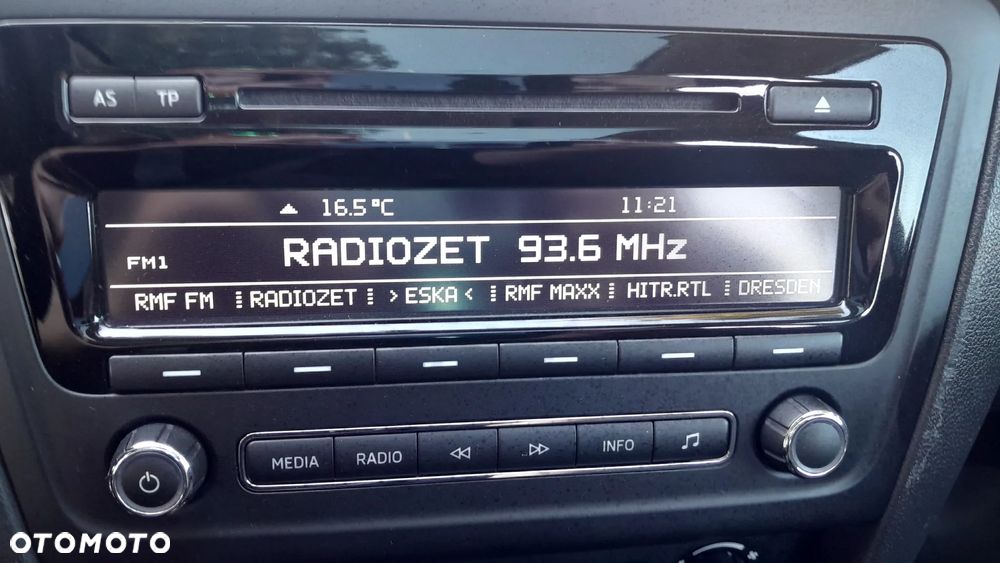 AS TP
16.5°C 11:21
FM1 RADIOZET 93.6 MHz
RMF FM RADIOZET >ESKA< RMF MAXX HITR.RTL DRESDEN
MEDIA RADIO INFO
OTOMOTO